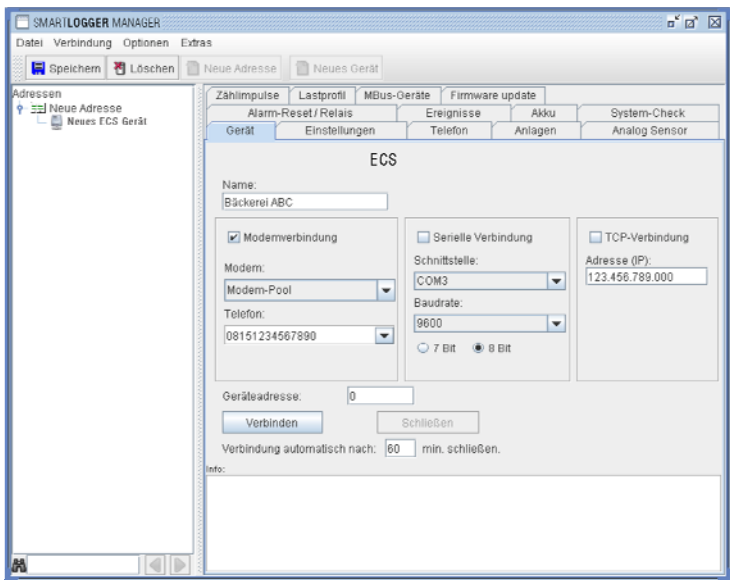 SMARTLOGGER MANAGER
Datei Verbindung Optionen Extras
Speichern Löschen Neue Adresse Neues Gerät
Adressen
Neue Adresse
Neues ECS Gerät
Zählimpulse Lastprofil MBus-Geräte Firmware update
Alarm-Reset / Relais Ereignisse Akku System-Check
Gerät Einstellungen Telefon Anlagen Analog Sensor
ECS
Name:
Bäckerei ABC
Modemverbindung Serielle Verbindung TCP-Verbindung
Modem: Schnittstelle: Adresse (IP):
Modem-Pool COM3 123.456.789.000
Telefon: Baudrate:
08151234567890 9600
7 Bit 8 Bit
Geräteadresse: 0
Verbinden Schließen
Verbindung automatisch nach: 60 min. schließen.
Info: